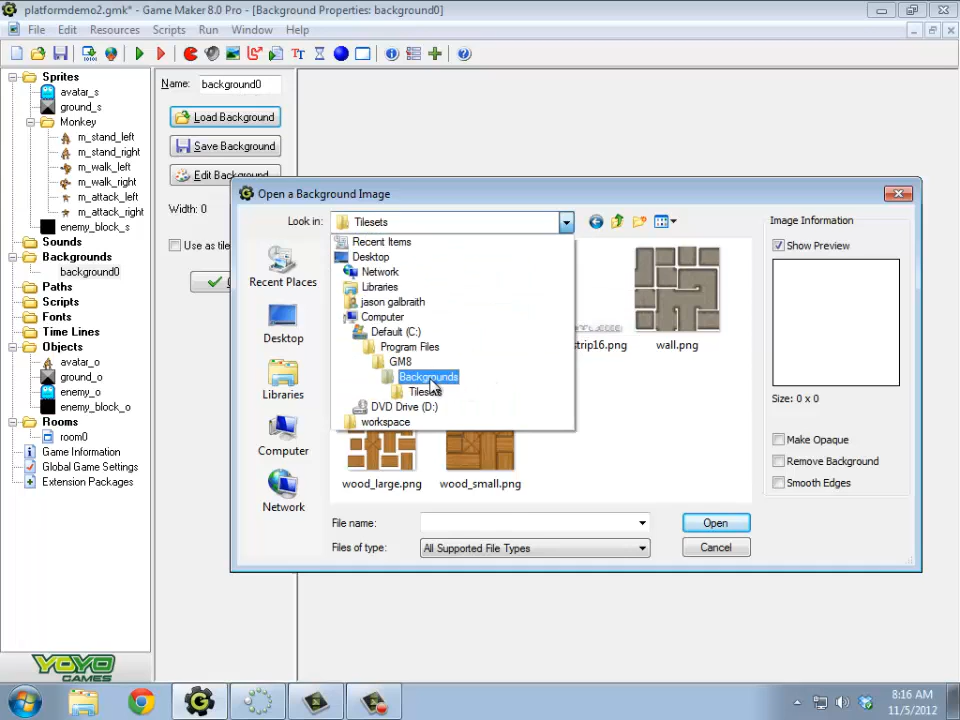 platformdemo2.gmk* - Game Maker 8.0 Pro - [Background Properties: background0]
File Edit Resources Scripts Run Window Help
Sprites
avatar_s
ground_s
Monkey
m_stand_left
m_stand_right
m_walk_left
m_walk_right
m_attack_left
m_attack_right
enemy_block_s
Sounds
Backgrounds
background0
Paths
Scripts
Fonts
Time Lines
Objects
avatar_o
ground_o
enemy_o
enemy_block_o
Rooms
room0
Game Information
Global Game Settings
Extension Packages
YOYO
GAMES
Name: background0
Load Background
Save Background
Edit Background
Width: 0
Use as tile
Open a Background Image
Look in: Tilesets
Recent Items
Desktop
Network
Libraries
jason galbraith
Computer
Default (C:)
Program Files
GM8
Backgrounds
DVD Drive (D:)
workspace
Recent Places
Desktop
Libraries
Computer
Network
strip16.png
wall.png
wood_large.png
wood_small.png
File name:
Open
Files of type: All Supported File Types
Cancel
Image Information
Show Preview
Size: 0 x 0
Make Opaque
Remove Background
Smooth Edges
8:16 AM
11/5/2012